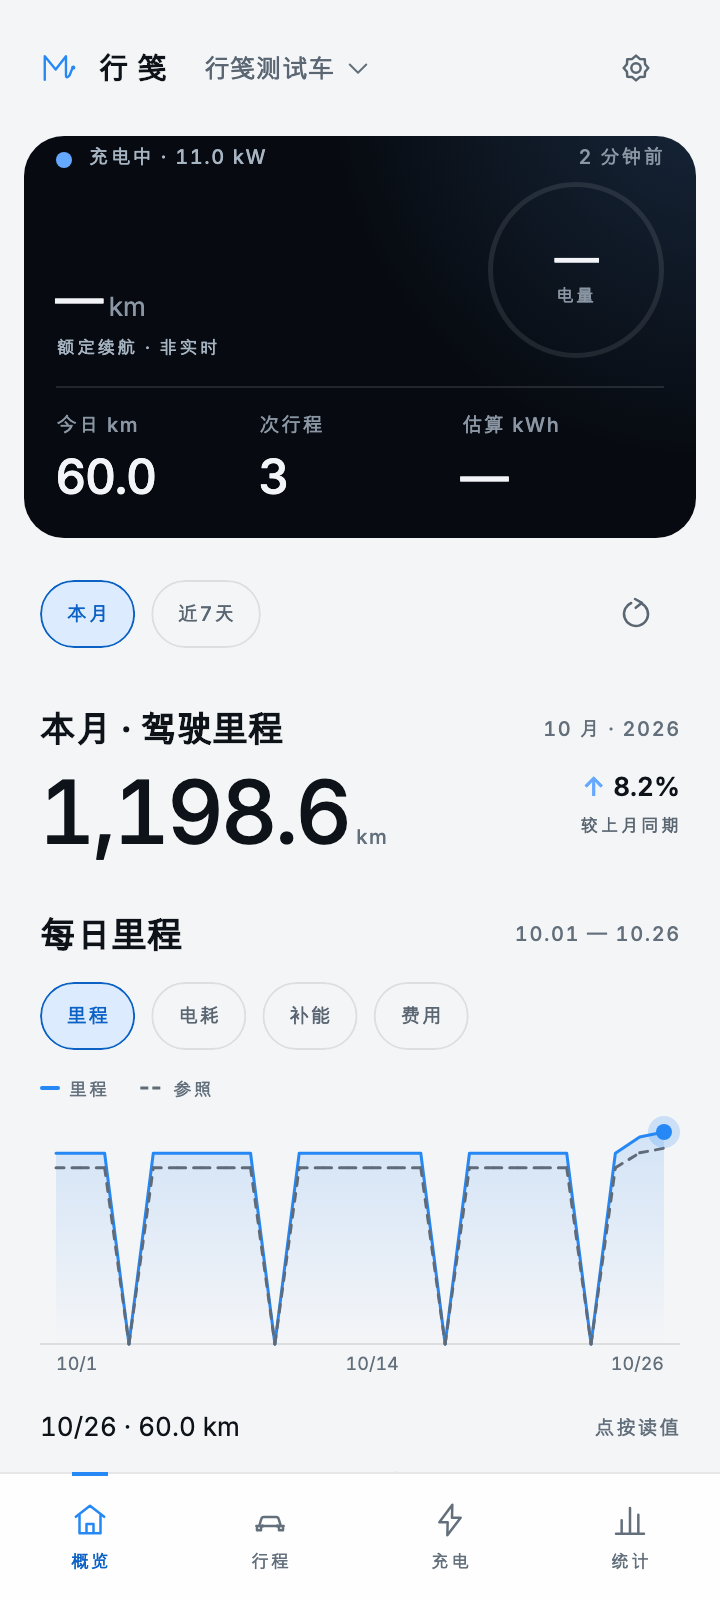 行笺 行笺测试车
充电中 · 11.0 kW 2 分钟前
— km
— 电量
额定续航 · 非实时
今日 km 次行程 估算 kWh
60.0 3 —
本月 近7天
本月 · 驾驶里程 10 月 · 2026
1,198.6 km ↑ 8.2%
较上月同期
每日里程 10.01 — 10.26
里程 电耗 补能 费用
里程 参照
10/1 10/14 10/26
10/26 · 60.0 km 点按读值
概览 行程 充电 统计